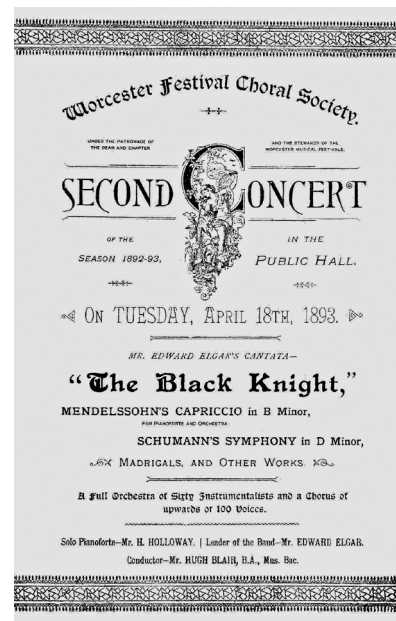 Worcester Festival Choral Society.
UNDER THE PATRONAGE OF
THE DEAN AND CHAPTER
AND THE STEWARDS OF THE
WORCESTER MUSICAL FESTIVALS.
SECOND CONCERT
OF THE
SEASON 1892-93,
IN THE
PUBLIC HALL.
ON TUESDAY, APRIL 18TH, 1893.
MR. EDWARD ELGAR'S CANTATA—
"The Black Knight,"
MENDELSSOHN'S CAPRICCIO in B Minor,
FOR PIANOFORTE AND ORCHESTRA
SCHUMANN'S SYMPHONY in D Minor,
MADRIGALS, AND OTHER WORKS.
A Full Orchestra of Sixty Instrumentalists and a Chorus of
upwards of 100 Voices.
Solo Pianoforte—Mr. H. HOLLOWAY. | Leader of the Band—Mr. EDWARD ELGAR.
Conductor—Mr. HUGH BLAIR, B.A., Mus. Bac.